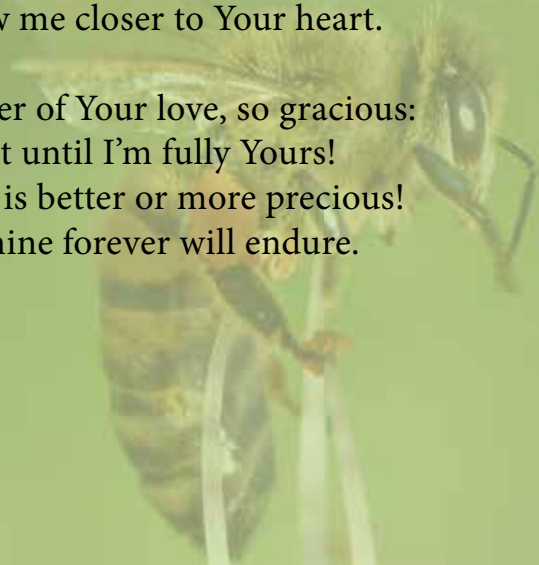 me closer to Your heart.
of Your love, so gracious:
until I'm fully Yours!
is better or more precious!
forever will endure.